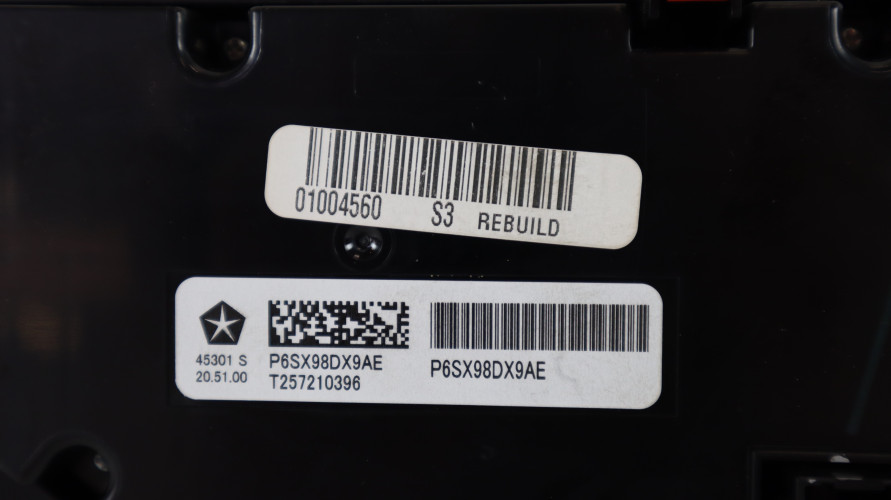 01004560 S3 REBUILD
45301 S
20.51.00
P6SX98DX9AE
T257210396
P6SX98DX9AE